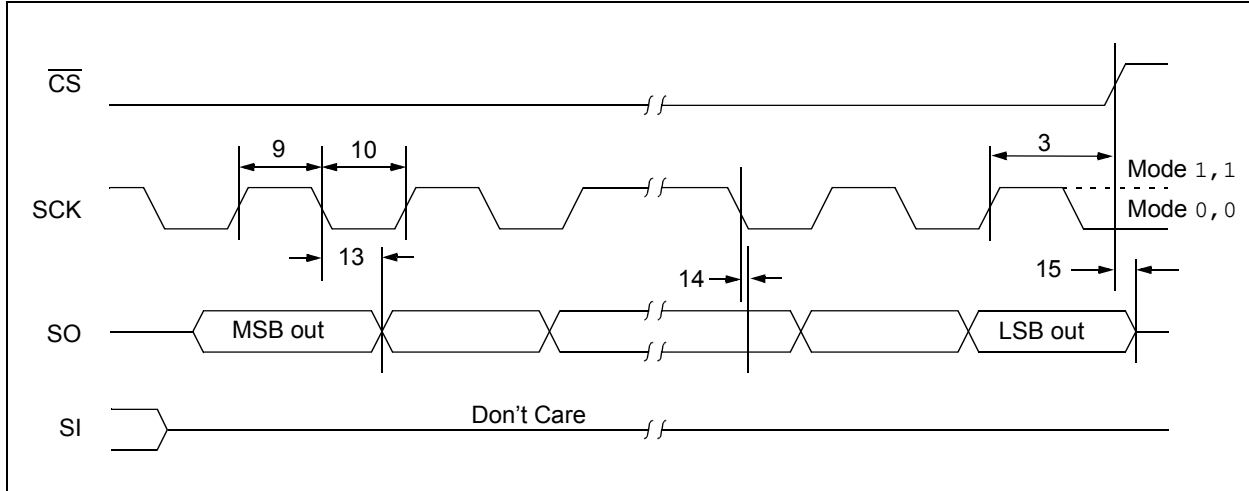 CS
9
10
3
Mode 1,1
SCK
Mode 0,0
13
14
15
SO
MSB out
LSB out
SI
Don't Care